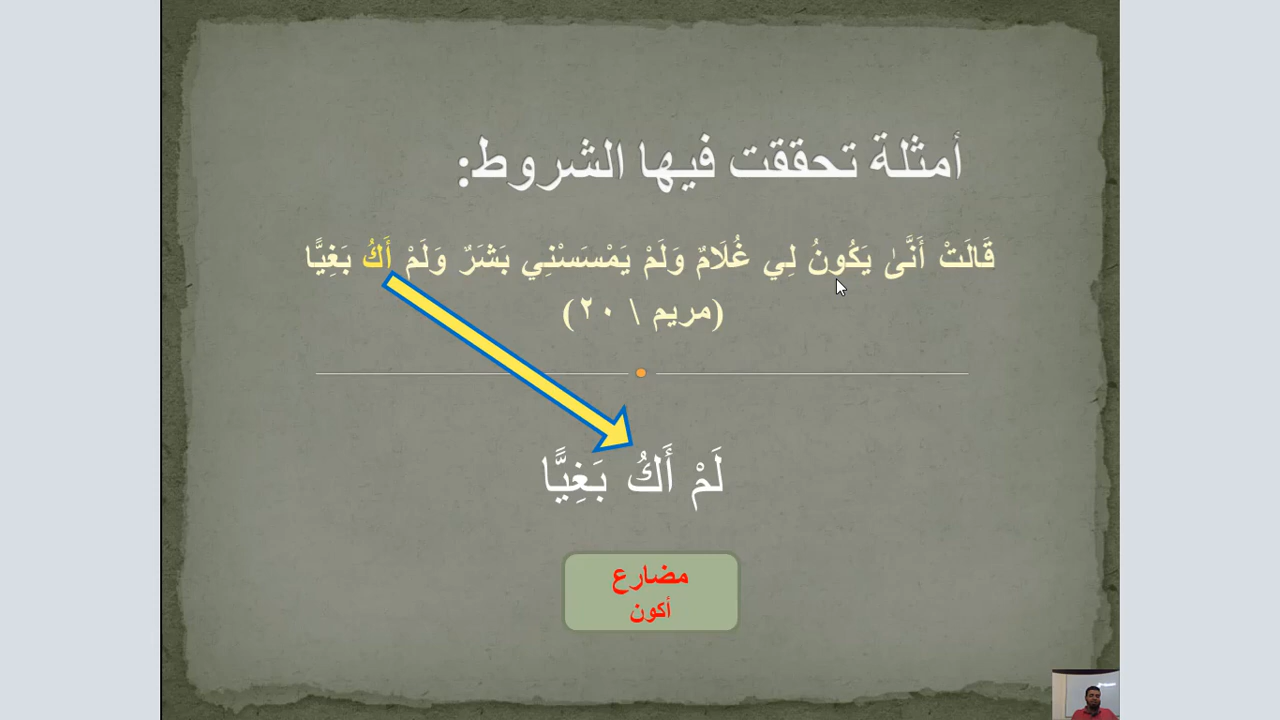 أمثلة تحققت فيها الشروط:
قَالَتْ أَنَّىٰ يَكُونُ لِي غُلَامٌ وَلَمْ يَمْسَسْنِي بَشَرٌ وَلَمْ أَكُ بَغِيًّا
(مريم \ ٢٠)
لَمْ أَكُ بَغِيًّا
مضارع
أكون